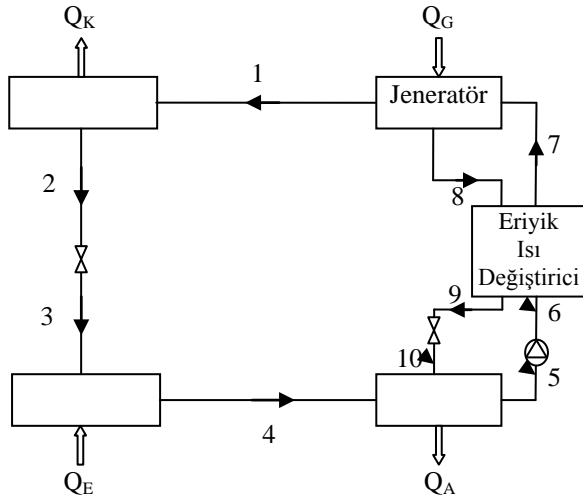 Q_K
Q_G
1
Jeneratör
7
2
8
Eriyik
Isı
Değiştirici
3
9
6
10
5
4
Q_E
Q_A